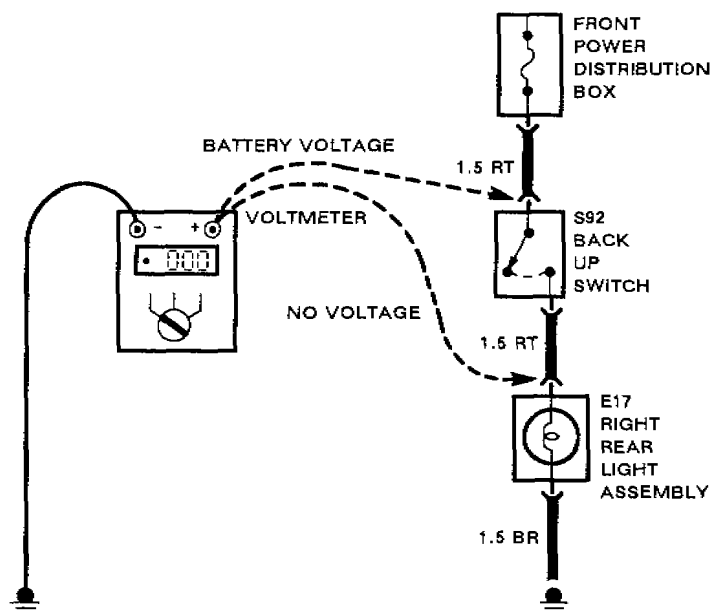 FRONT
POWER
DISTRIBUTION
BOX
BATTERY VOLTAGE
1.5 RT
- +
VOLTMETER
000
S92
BACK
UP
SWITCH
NO VOLTAGE
1.5 RT
E17
RIGHT
REAR
LIGHT
ASSEMBLY
1.5 BR